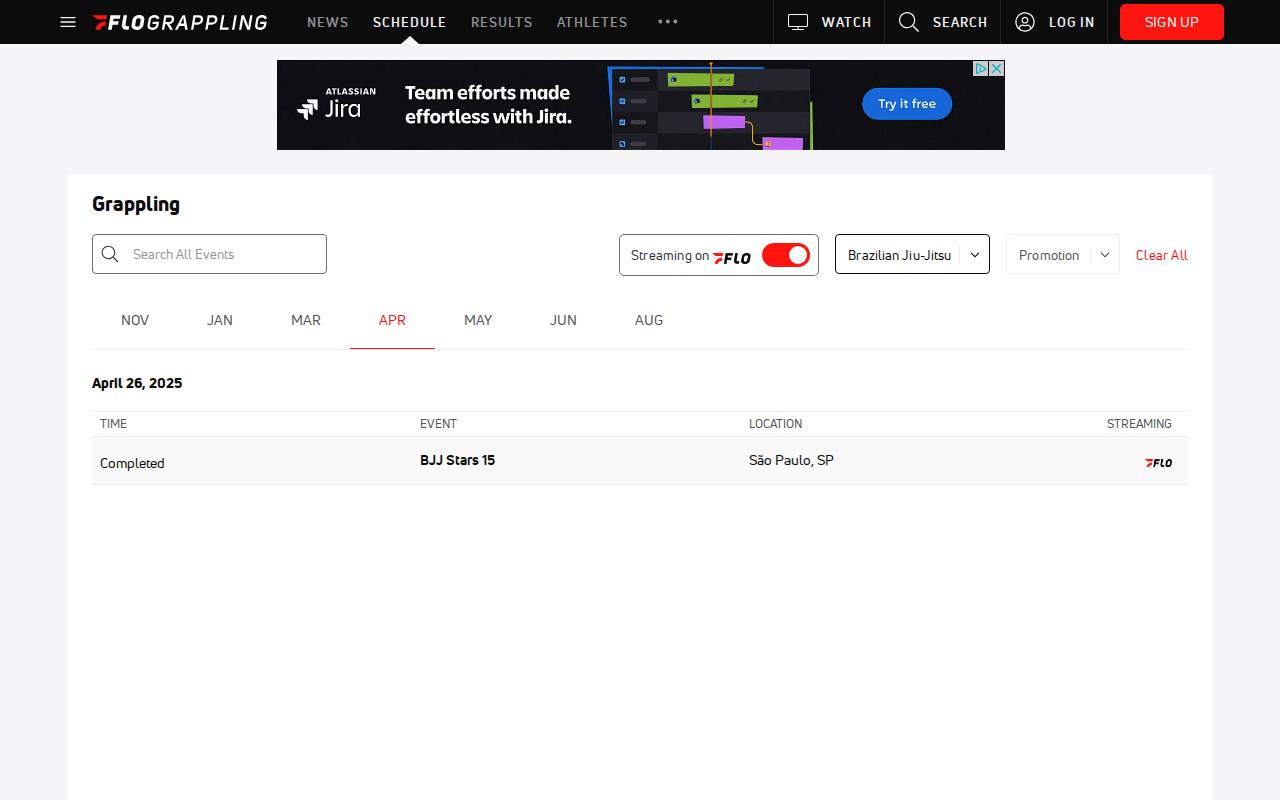 FLOGRAPPLING NEWS SCHEDULE RESULTS ATHLETES WATCH SEARCH LOG IN SIGN UP
ATLASSIAN
Jira
Team efforts made
effortless with Jira.
Try it free
Grappling
Search All Events
Streaming on FLO
Brazilian Jiu-Jitsu
Promotion
Clear All
NOV JAN MAR APR MAY JUN AUG
April 26, 2025
TIME EVENT LOCATION STREAMING
Completed BJJ Stars 15 São Paulo, SP FLO